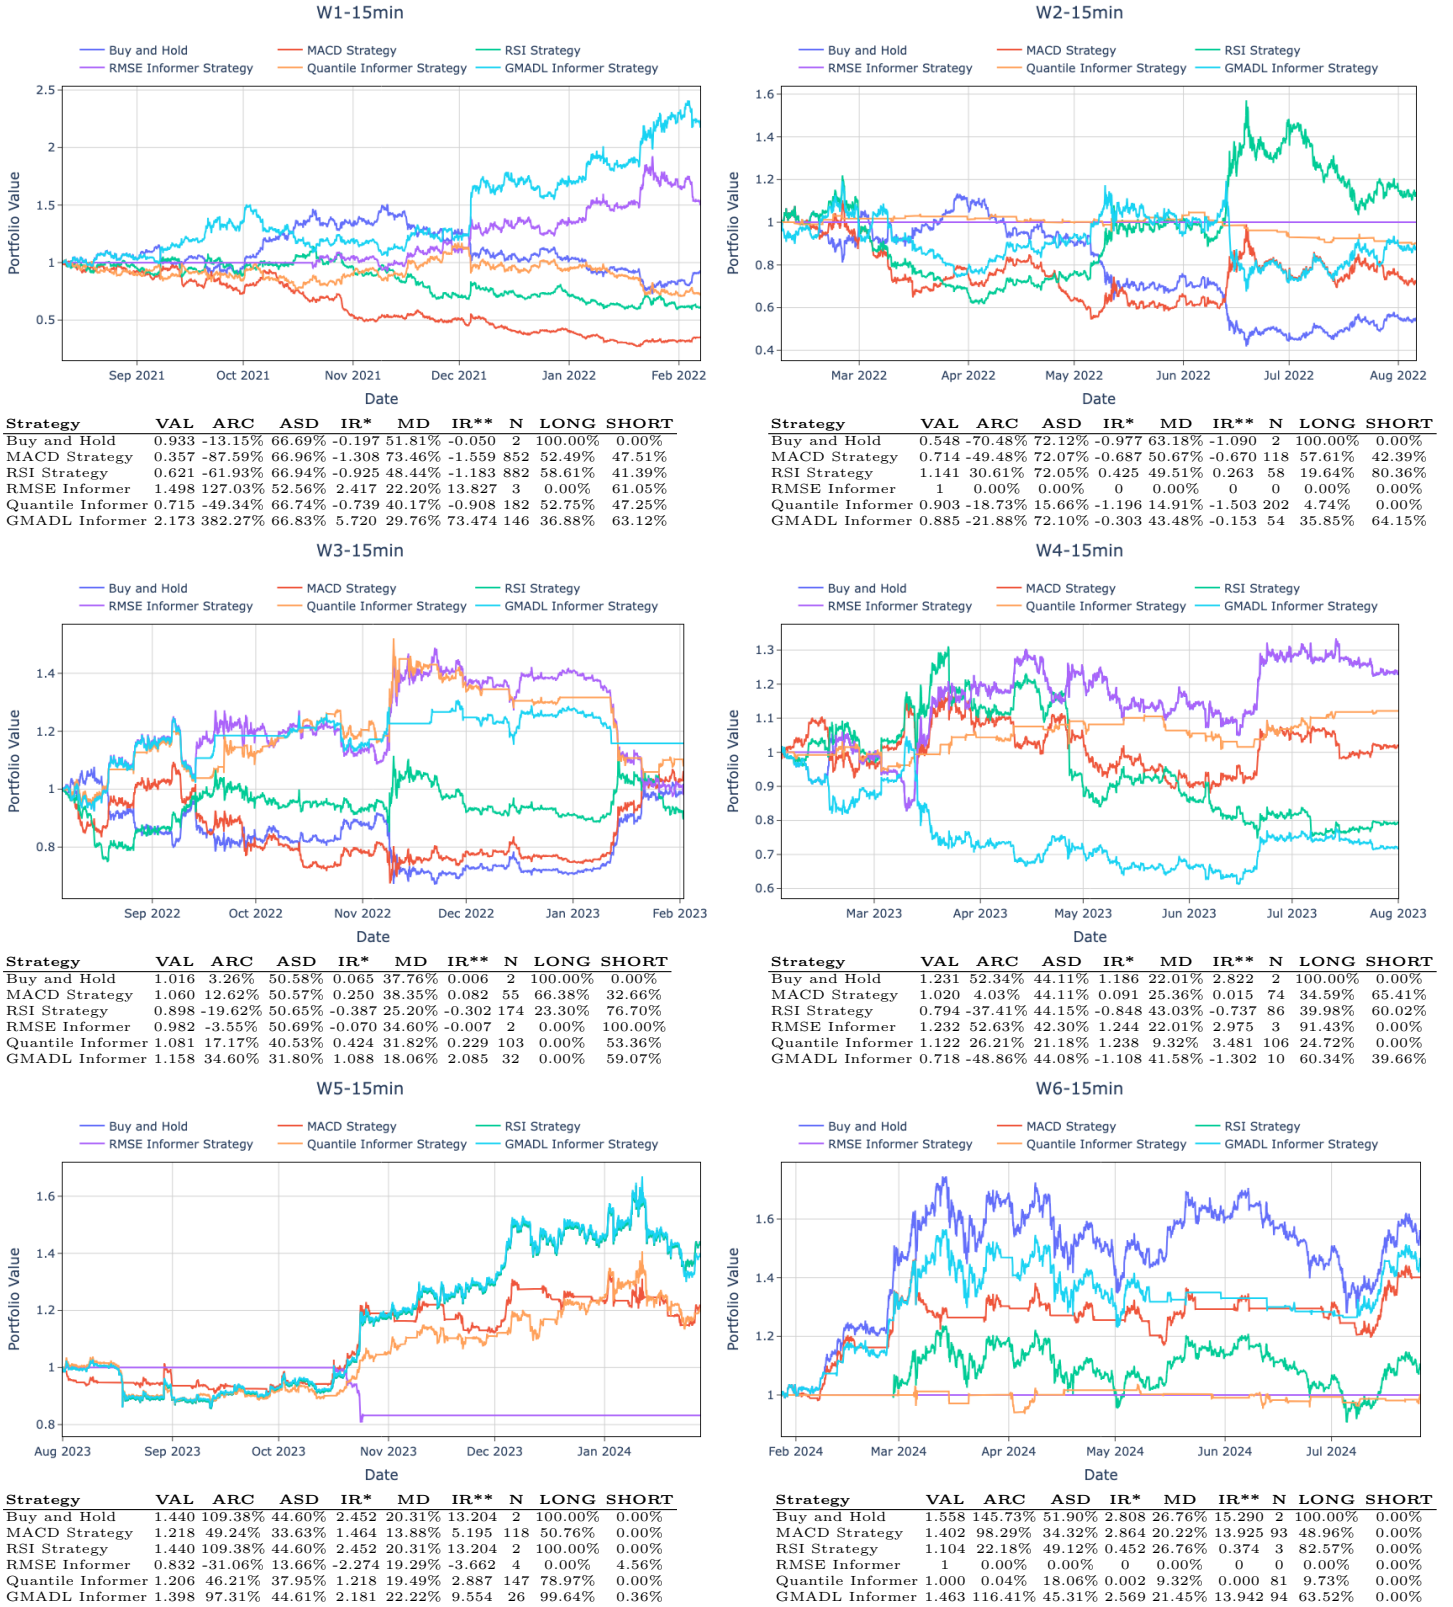 W1-15min
Buy and Hold MACD Strategy RSI Strategy
RMSE Informer Strategy Quantile Informer Strategy GMADL Informer Strategy
Portfolio Value
2.5
2
1.5
1
0.5
Sep 2021 Oct 2021 Nov 2021 Dec 2021 Jan 2022 Feb 2022
Date
Strategy VAL ARC ASD IR* MD IR** N LONG SHORT
Buy and Hold 0.933 -13.15% 66.69% -0.197 51.81% -0.050 2 100.00% 0.00%
MACD Strategy 0.357 -87.59% 66.96% -1.308 73.46% -1.559 852 52.49% 47.51%
RSI Strategy 0.621 -61.93% 66.94% -0.925 48.44% -1.183 882 58.61% 41.39%
RMSE Informer 1.498 127.03% 52.56% 2.417 22.20% 13.827 3 0.00% 61.05%
Quantile Informer 0.715 -49.34% 66.74% -0.739 40.17% -0.908 182 52.75% 47.25%
GMADL Informer 2.173 382.27% 66.83% 5.720 29.76% 73.474 146 36.88% 63.12%
W2-15min
Buy and Hold MACD Strategy RSI Strategy
RMSE Informer Strategy Quantile Informer Strategy GMADL Informer Strategy
Portfolio Value
1.6
1.4
1.2
1
0.8
0.6
0.4
Mar 2022 Apr 2022 May 2022 Jun 2022 Jul 2022 Aug 2022
Date
Strategy VAL ARC ASD IR* MD IR** N LONG SHORT
Buy and Hold 0.548 -70.48% 72.12% -0.977 63.18% -1.090 2 100.00% 0.00%
MACD Strategy 0.714 -49.48% 72.07% -0.687 50.67% -0.670 118 57.61% 42.39%
RSI Strategy 1.141 30.61% 72.05% 0.425 49.51% 0.263 58 19.64% 80.36%
RMSE Informer 1 0.00% 0.00% 0 0.00% 0 0 0.00% 0.00%
Quantile Informer 0.903 -18.73% 15.66% -1.196 14.91% -1.503 202 4.74% 0.00%
GMADL Informer 0.885 -21.88% 72.10% -0.303 43.48% -0.153 54 35.85% 64.15%
W3-15min
Buy and Hold MACD Strategy RSI Strategy
RMSE Informer Strategy Quantile Informer Strategy GMADL Informer Strategy
Portfolio Value
1.4
1.2
1
0.8
Sep 2022 Oct 2022 Nov 2022 Dec 2022 Jan 2023 Feb 2023
Date
Strategy VAL ARC ASD IR* MD IR** N LONG SHORT
Buy and Hold 1.016 3.26% 50.58% 0.065 37.76% 0.006 2 100.00% 0.00%
MACD Strategy 1.060 12.62% 50.57% 0.250 38.35% 0.082 55 66.38% 32.66%
RSI Strategy 0.898 -19.62% 50.65% -0.387 25.20% -0.302 174 23.30% 76.70%
RMSE Informer 0.982 -3.55% 50.69% -0.070 34.60% -0.007 2 0.00% 100.00%
Quantile Informer 1.081 17.17% 40.53% 0.424 31.82% 0.229 103 0.00% 53.36%
GMADL Informer 1.158 34.60% 31.80% 1.088 18.06% 2.085 32 0.00% 59.07%
W4-15min
Buy and Hold MACD Strategy RSI Strategy
RMSE Informer Strategy Quantile Informer Strategy GMADL Informer Strategy
Portfolio Value
1.3
1.2
1.1
1
0.9
0.8
0.7
0.6
Mar 2023 Apr 2023 May 2023 Jun 2023 Jul 2023 Aug 2023
Date
Strategy VAL ARC ASD IR* MD IR** N LONG SHORT
Buy and Hold 1.231 52.34% 44.11% 1.186 22.01% 2.822 2 100.00% 0.00%
MACD Strategy 1.020 4.03% 44.11% 0.091 25.36% 0.015 74 34.59% 65.41%
RSI Strategy 0.794 -37.41% 44.15% -0.848 43.03% -0.737 86 39.98% 60.02%
RMSE Informer 1.232 52.63% 42.30% 1.244 22.01% 2.975 3 91.43% 0.00%
Quantile Informer 1.122 26.21% 21.18% 1.238 9.32% 3.481 106 24.72% 0.00%
GMADL Informer 0.718 -48.86% 44.08% -1.108 41.58% -1.302 10 60.34% 39.66%
W5-15min
Buy and Hold MACD Strategy RSI Strategy
RMSE Informer Strategy Quantile Informer Strategy GMADL Informer Strategy
Portfolio Value
1.6
1.4
1.2
1
0.8
Aug 2023 Sep 2023 Oct 2023 Nov 2023 Dec 2023 Jan 2024
Date
Strategy VAL ARC ASD IR* MD IR** N LONG SHORT
Buy and Hold 1.440 109.38% 44.60% 2.452 20.31% 13.204 2 100.00% 0.00%
MACD Strategy 1.218 49.24% 33.63% 1.464 13.88% 5.195 118 50.76% 0.00%
RSI Strategy 1.440 109.38% 44.60% 2.452 20.31% 13.204 2 100.00% 0.00%
RMSE Informer 0.832 -31.06% 13.66% -2.274 19.29% -3.662 4 0.00% 4.56%
Quantile Informer 1.206 46.21% 37.95% 1.218 19.49% 2.887 147 78.97% 0.00%
GMADL Informer 1.398 97.31% 44.61% 2.181 22.22% 9.554 26 99.64% 0.36%
W6-15min
Buy and Hold MACD Strategy RSI Strategy
RMSE Informer Strategy Quantile Informer Strategy GMADL Informer Strategy
Portfolio Value
1.6
1.4
1.2
1
Feb 2024 Mar 2024 Apr 2024 May 2024 Jun 2024 Jul 2024
Date
Strategy VAL ARC ASD IR* MD IR** N LONG SHORT
Buy and Hold 1.558 145.73% 51.90% 2.808 26.76% 15.290 2 100.00% 0.00%
MACD Strategy 1.402 98.29% 34.32% 2.864 20.22% 13.925 93 48.96% 0.00%
RSI Strategy 1.104 22.18% 49.12% 0.452 26.76% 0.374 3 82.57% 0.00%
RMSE Informer 1 0.00% 0.00% 0 0.00% 0 0 0.00% 0.00%
Quantile Informer 1.000 0.04% 18.06% 0.002 9.32% 0.000 81 9.73% 0.00%
GMADL Informer 1.463 116.41% 45.31% 2.569 21.45% 13.942 94 63.52% 0.00%